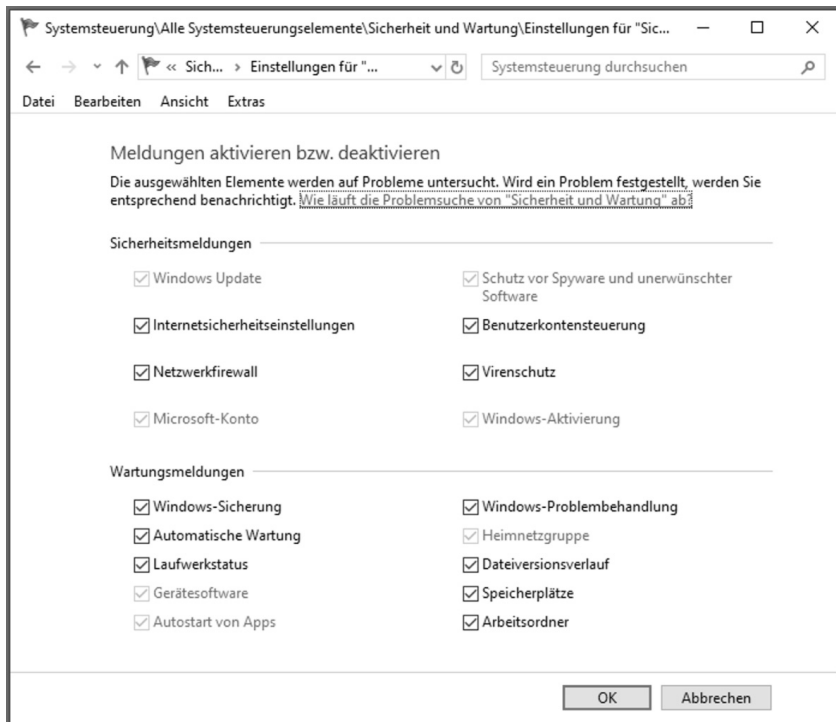 Systemsteuerung\Alle Systemsteuerungselemente\Sicherheit und Wartung\Einstellungen für "Sic...
« Sich... › Einstellungen für "...
Systemsteuerung durchsuchen
Datei Bearbeiten Ansicht Extras
Meldungen aktivieren bzw. deaktivieren
Die ausgewählten Elemente werden auf Probleme untersucht. Wird ein Problem festgestellt, werden Sie
entsprechend benachrichtigt. Wie läuft die Problemsuche von "Sicherheit und Wartung" ab?
Sicherheitsmeldungen
Windows Update
Schutz vor Spyware und unerwünschter
Software
Internetsicherheitseinstellungen
Benutzerkontensteuerung
Netzwerkfirewall
Virenschutz
Microsoft-Konto
Windows-Aktivierung
Wartungsmeldungen
Windows-Sicherung
Windows-Problembehandlung
Automatische Wartung
Heimnetzgruppe
Laufwerkstatus
Dateiversionsverlauf
Gerätesoftware
Speicherplätze
Autostart von Apps
Arbeitsordner
OK
Abbrechen